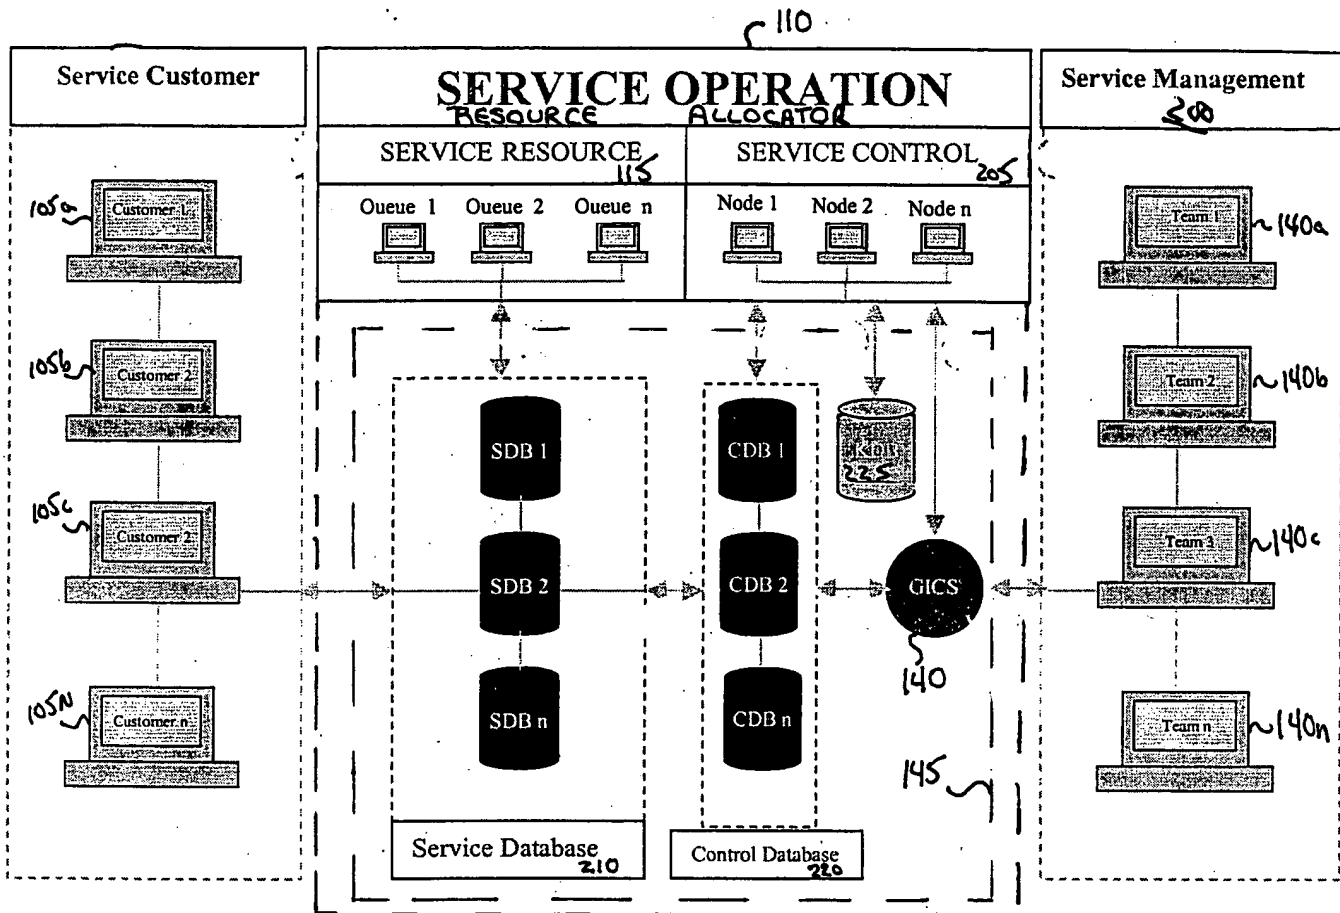 110
Service Customer
SERVICE OPERATION
RESOURCE ALLOCATOR
Service Management
200
SERVICE RESOURCE
115
SERVICE CONTROL
205
Queue 1
Queue 2
Queue n
Node 1
Node 2
Node n
105a
Customer 1
Team 1
140a
105b
Customer 2
Team 2
140b
SDB 1
CDB 1
225
105c
Customer 2
SDB 2
CDB 2
GICS
Team 3
140c
140
105N
Customer n
SDB n
CDB n
Team n
140n
145
Service Database
210
Control Database
220